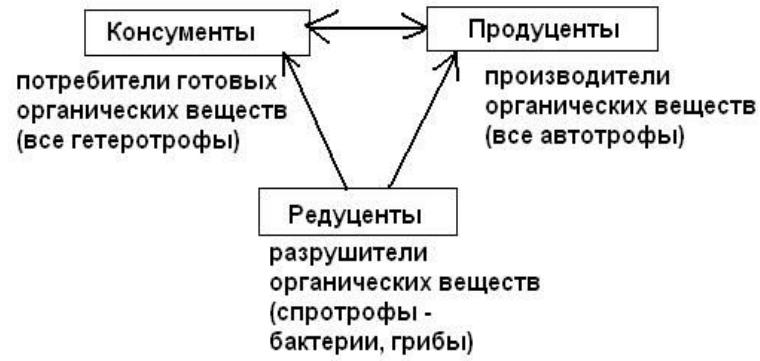 Консументы
потребители готовых
органических веществ
(все гетеротрофы)
Продуценты
производители
органических веществ
(все автотрофы)
Редуценты
разрушители
органических веществ
(спротрофы -
бактерии, грибы)